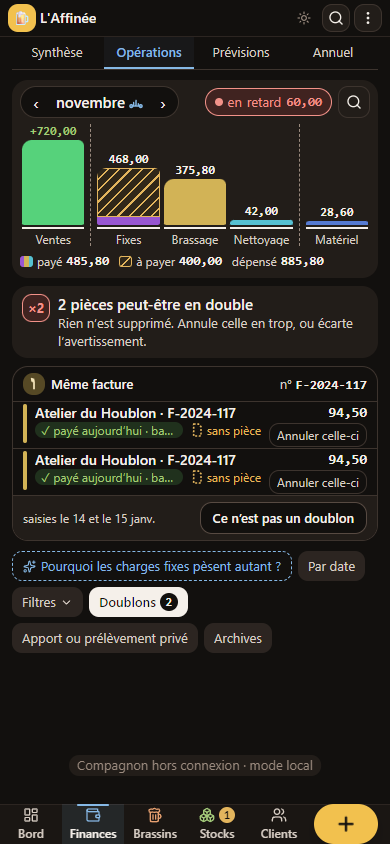 L'Affinée
Synthèse Opérations Prévisions Annuel
‹ novembre › en retard 60,00
+720,00
468,00
375,80
42,00
28,60
Ventes Fixes Brassage Nettoyage Matériel
payé 485,80 à payer 400,00 dépensé 885,80
×2 2 pièces peut-être en double
Rien n'est supprimé. Annule celle en trop, ou écarte
l'avertissement.
Même facture n° F-2024-117
Atelier du Houblon · F-2024-117 94,50
✓ payé aujourd'hui · ba… sans pièce Annuler celle-ci
Atelier du Houblon · F-2024-117 94,50
✓ payé aujourd'hui · ba… sans pièce Annuler celle-ci
saisies le 14 et le 15 janv. Ce n'est pas un doublon
Pourquoi les charges fixes pèsent autant ? Par date
Filtres Doublons 2
Apport ou prélèvement privé Archives
Compagnon hors connexion · mode local
1
Bord Finances Brassins Stocks Clients +